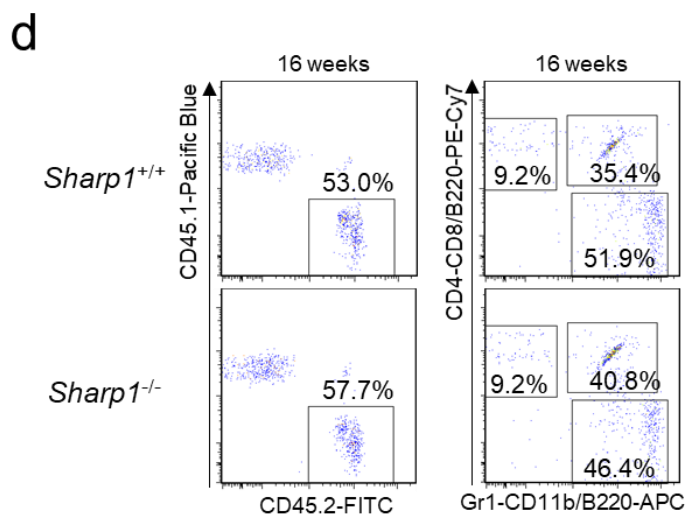 d
16 weeks
16 weeks
Sharp1+/+
CD45.1-Pacific Blue
53.0%
CD4-CD8/B220-PE-Cy7
9.2%
35.4%
51.9%
Sharp1-/-
57.7%
9.2%
40.8%
46.4%
CD45.2-FITC
Gr1-CD11b/B220-APC